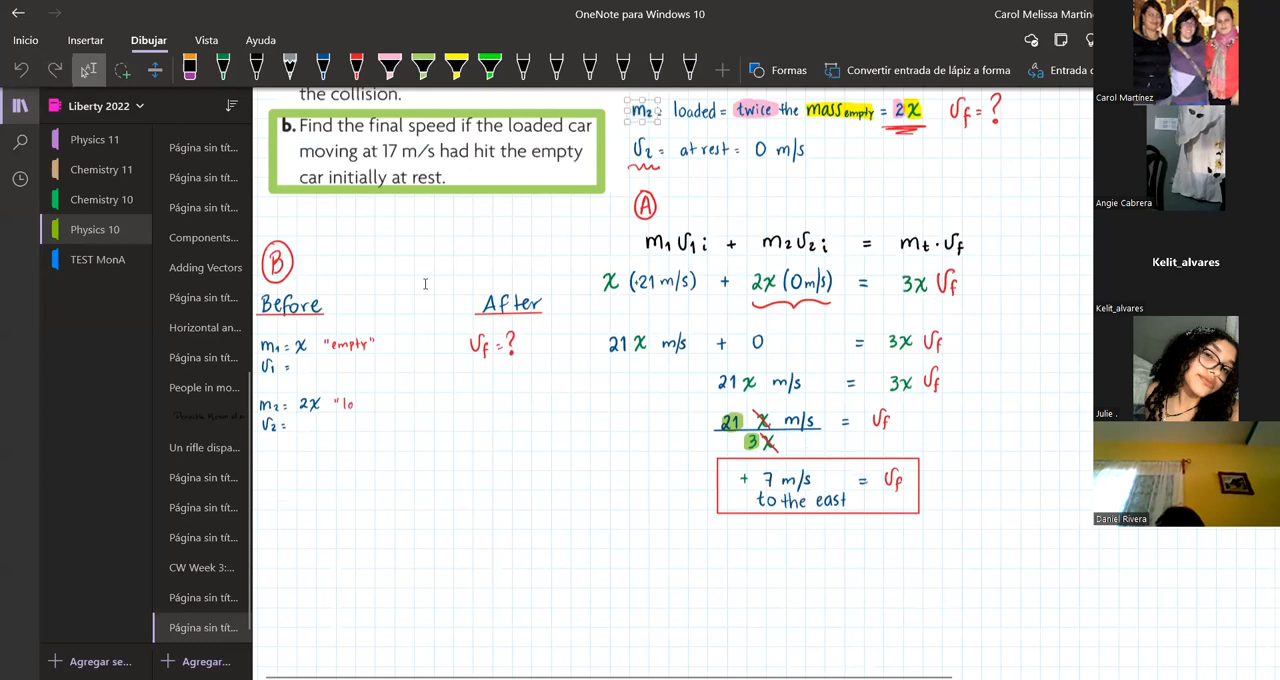 OneNote para Windows 10
Carol Melissa Martin
Inicio
Insertar
Dibujar
Vista
Ayuda
Formas
Convertir entrada de lápiz a forma
Entrada d
Liberty 2022
Physics 11
Chemistry 11
Chemistry 10
Physics 10
TEST MonA
Página sin tít...
Página sin tít...
Página sin tít...
Components...
Adding Vectors
Página sin tít...
Horizontal an...
Página sin tít...
People in mo...
Un rifle dispa...
Página sin tít...
Página sin tít...
Página sin tít...
CW Week 3:...
Página sin tít...
Página sin tít...
Agregar se...
Agregar...
the collision.
b. Find the final speed if the loaded car
moving at 17 m/s had hit the empty
car initially at rest.
m₂ = loaded = twice the mass empty = 2x
vf = ?
v₂ = at rest = 0 m/s
A
m₁ v₁i + m₂ v₂i = mt · vf
x (·21 m/s) + 2x (0 m/s) = 3x vf
21 x m/s + 0 = 3x vf
21 x m/s = 3x vf
21 x m/s = vf
3x
+ 7 m/s = vf
to the east
B
Before
After
m₁ = x "empty"
vf = ?
v₁ =
m₂ = 2x "lo
v₂ =
Carol Martínez
Angie Cabrera
Kelit_alvares
Kelit_alvares
Julie .
Daniel Rivera